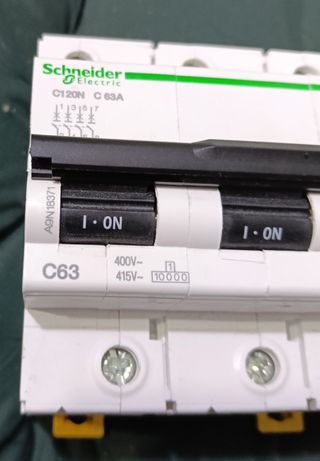 Schneider
Electric
C120N C 63A
1 3 5 7
A9N18371
I · ON
I · ON
C63
400V~
415V~
1
10000